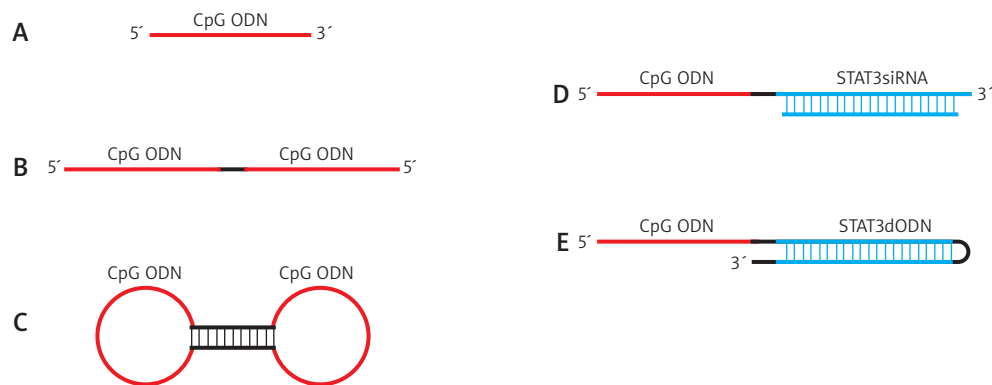 A
CpG ODN
5´ 3´
B
CpG ODN CpG ODN
5´ 5´
C
CpG ODN CpG ODN
D
CpG ODN STAT3siRNA
5´ 3´
E
CpG ODN STAT3dODN
5´
3´